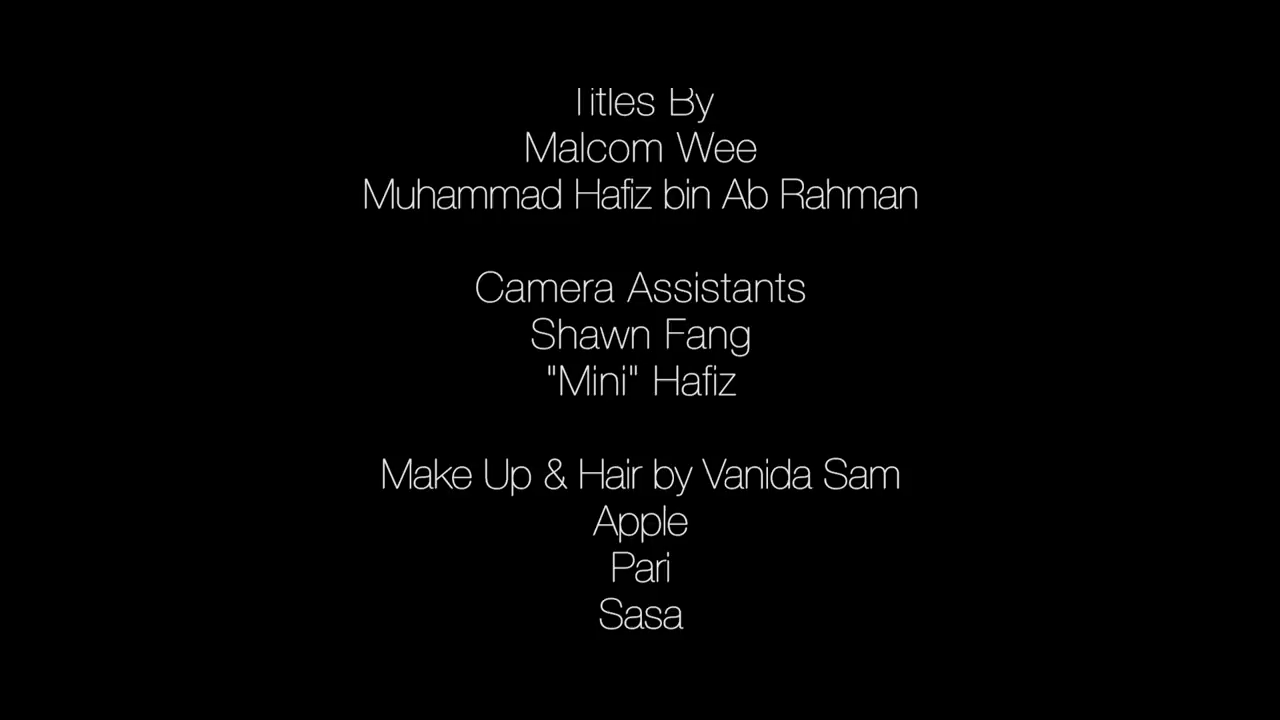 Titles By
Malcom Wee
Muhammad Hafiz bin Ab Rahman
Camera Assistants
Shawn Fang
"Mini" Hafiz
Make Up & Hair by Vanida Sam
Apple
Pari
Sasa